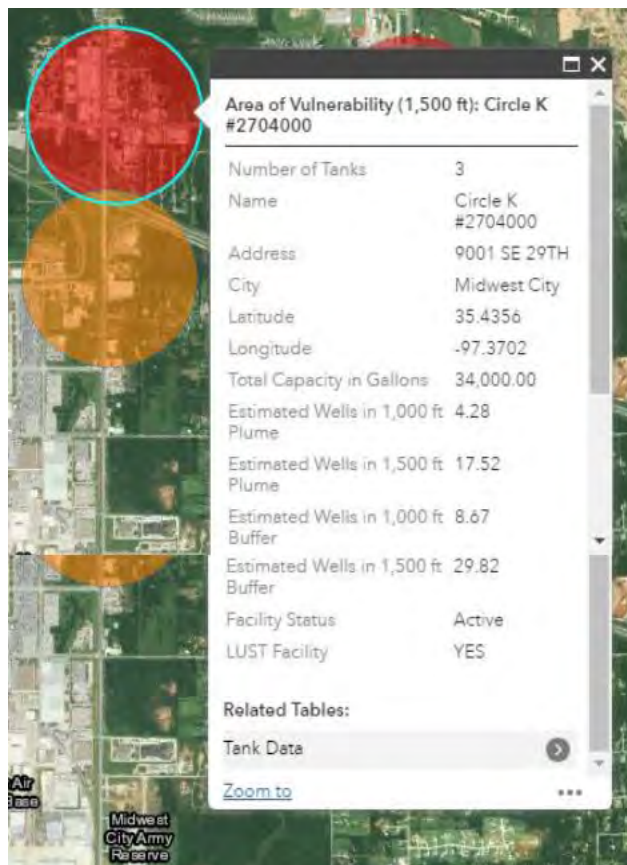 Area of Vulnerability (1,500 ft): Circle K
#2704000
Number of Tanks 3
Name Circle K
#2704000
Address 9001 SE 29TH
City Midwest City
Latitude 35.4356
Longitude -97.3702
Total Capacity in Gallons 34,000.00
Estimated Wells in 1,000 ft 4.28
Plume
Estimated Wells in 1,500 ft 17.52
Plume
Estimated Wells in 1,000 ft 8.67
Buffer
Estimated Wells in 1,500 ft 29.82
Buffer
Facility Status Active
LUST Facility YES
Related Tables:
Tank Data
Zoom to
Air
Base
Midwest
City Army
Reserve